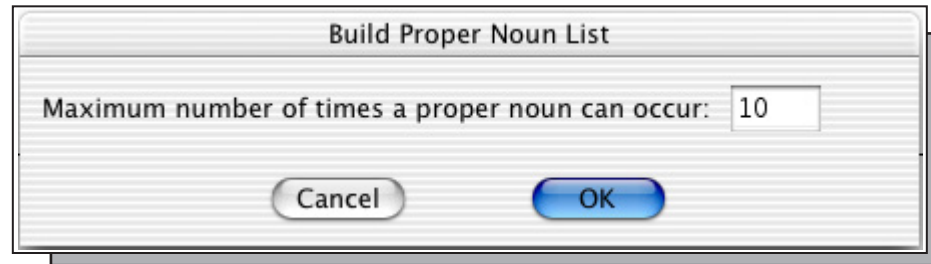 Build Proper Noun List
Maximum number of times a proper noun can occur: 10
Cancel OK